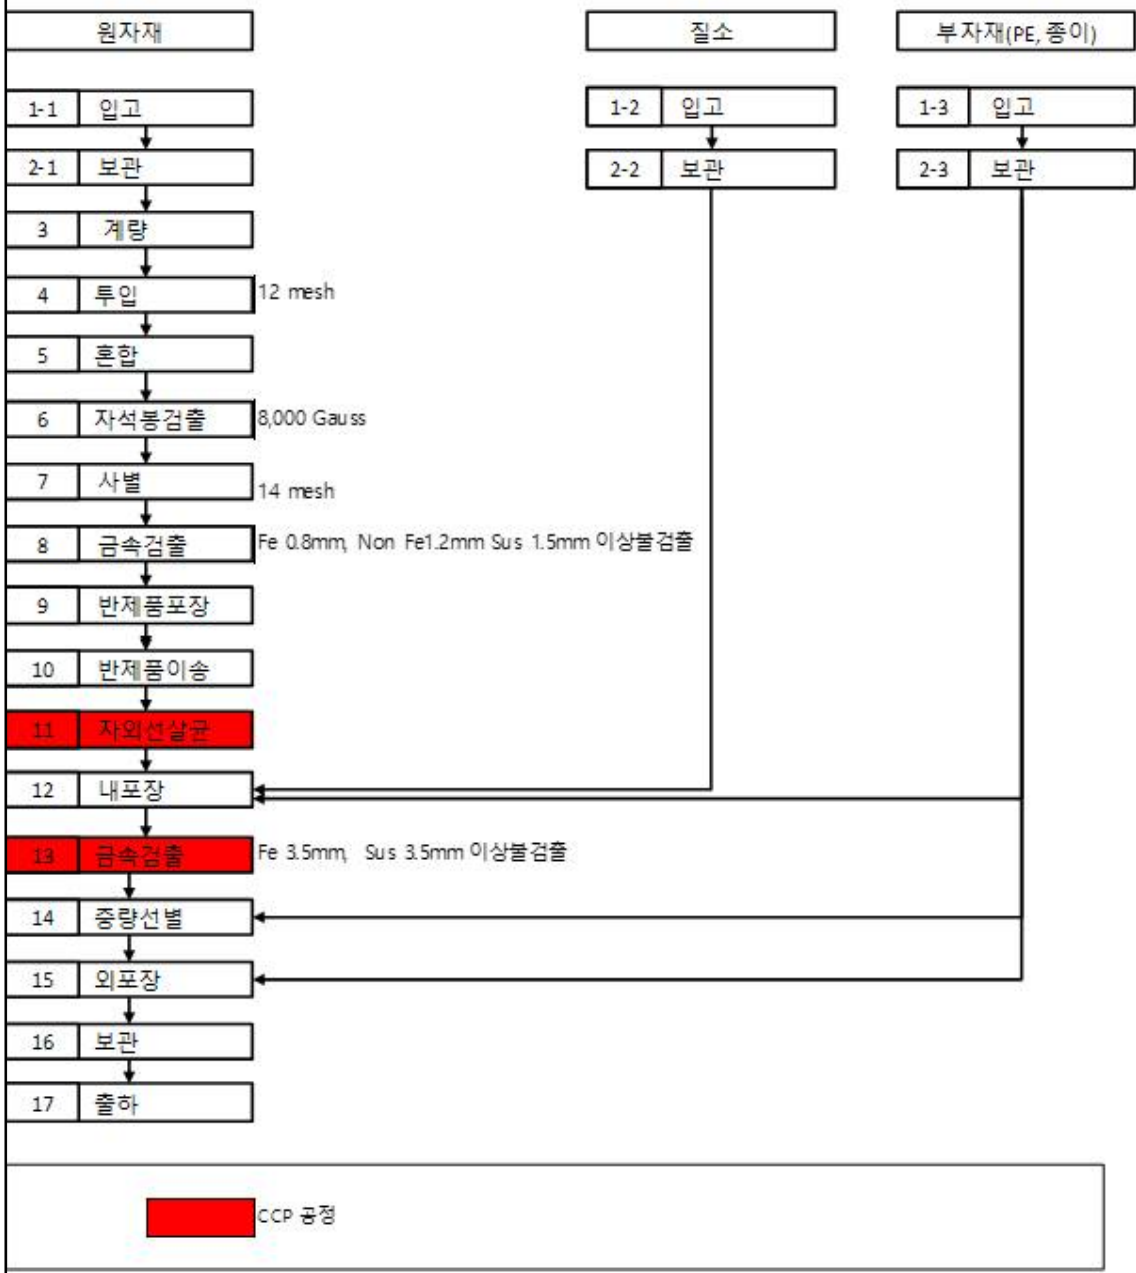 원자재 질소 부자재(PE, 종이)
1-1 입고 1-2 입고 1-3 입고
2-1 보관 2-2 보관 2-3 보관
3 계량
4 투입 12 mesh
5 혼합
6 자석봉검출 8,000 Gauss
7 사별 14 mesh
8 금속검출 Fe 0.8mm, Non Fe1.2mm Sus 1.5mm 이상불검출
9 반제품포장
10 반제품이송
11 자외선살균
12 내포장
13 금속검출 Fe 3.5mm, Sus 3.5mm 이상불검출
14 중량선별
15 외포장
16 보관
17 출하
CCP 공정